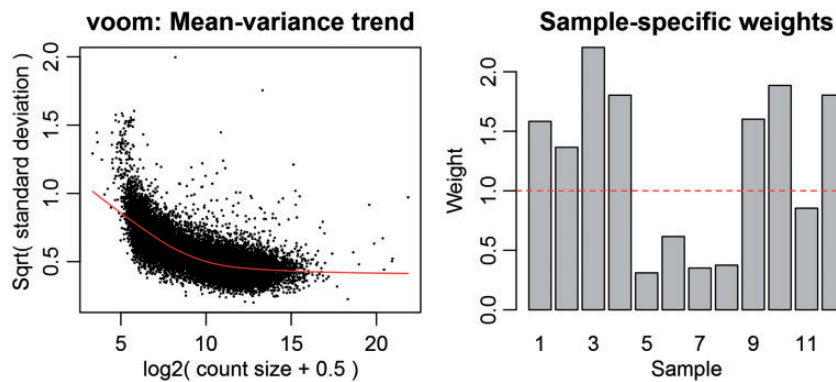 voom: Mean-variance trend
Sqrt( standard deviation )
2.0
1.5
1.0
0.5
5 10 15 20
log2( count size + 0.5 )
Sample-specific weights
Weight
2.0
1.5
1.0
0.5
0.0
1 3 5 7 9 11
Sample